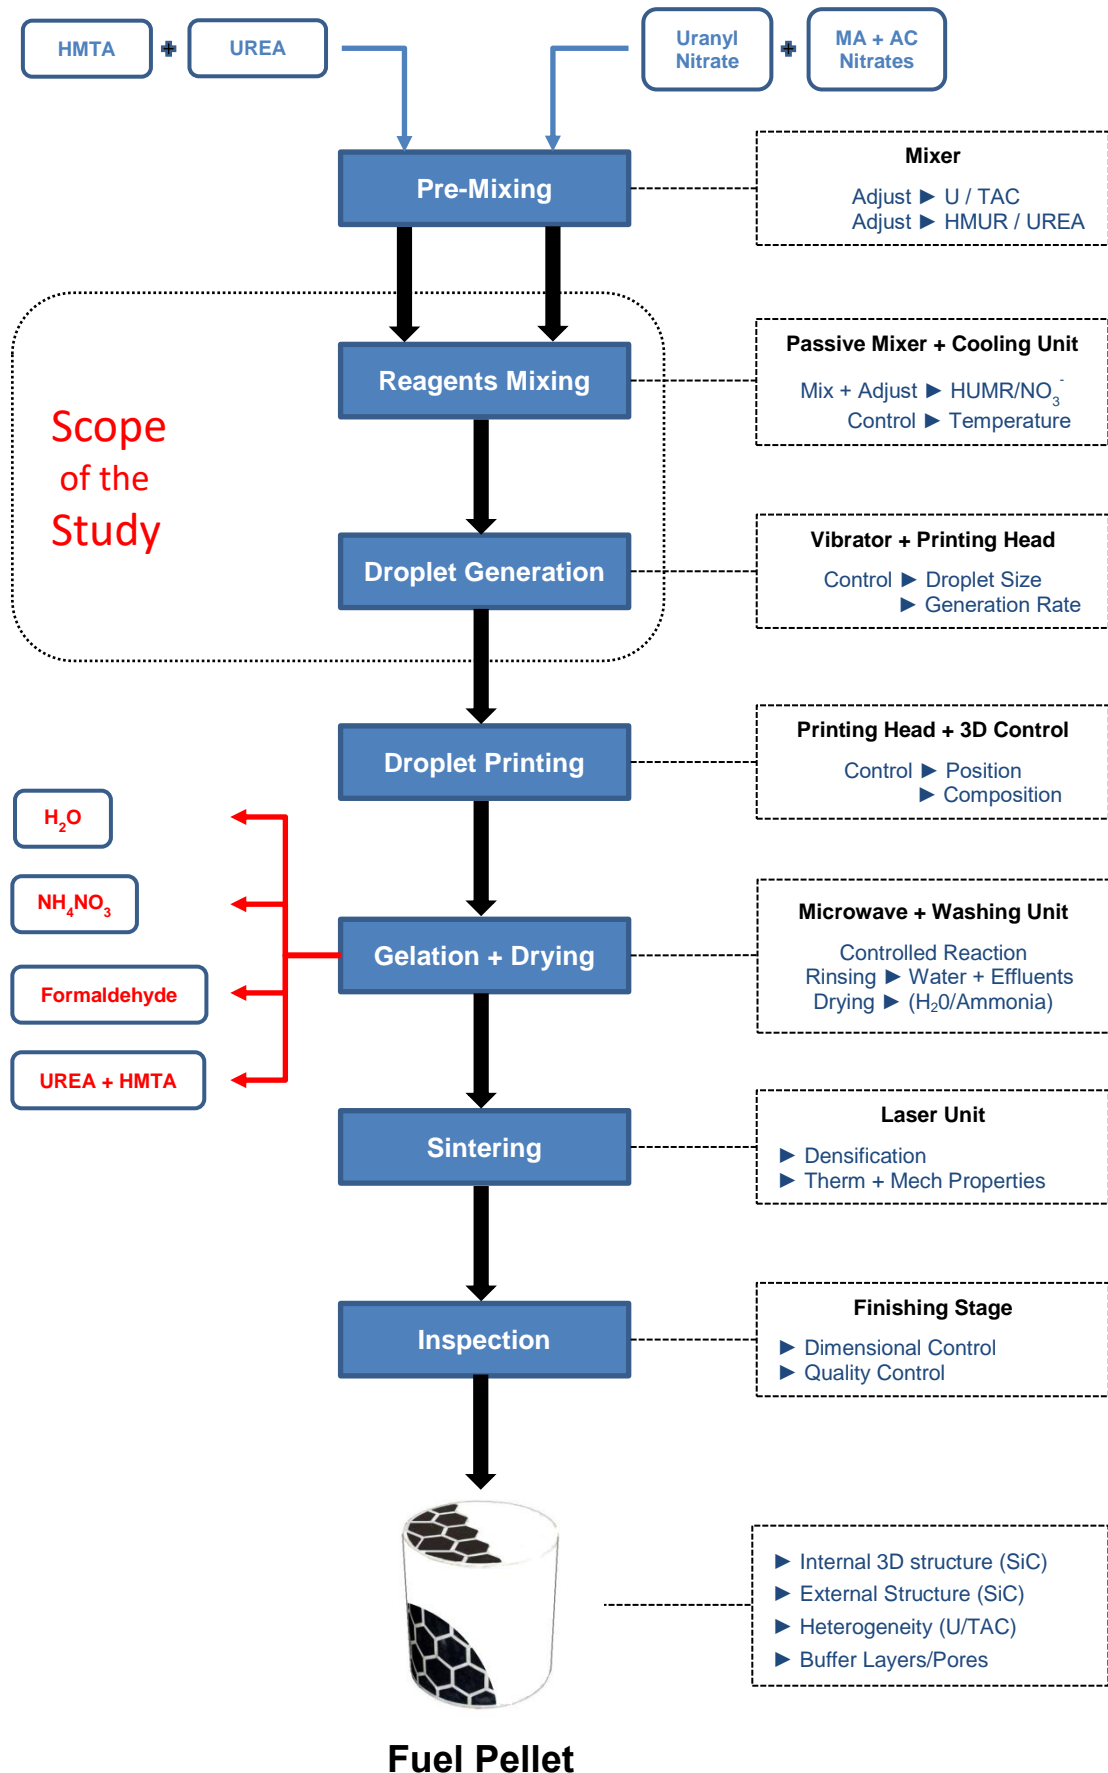 HMTA + UREA
Uranyl Nitrate + MA + AC Nitrates
Pre-Mixing
Mixer
Adjust ► U / TAC
Adjust ► HMUR / UREA
Scope
of the
Study
Reagents Mixing
Passive Mixer + Cooling Unit
Mix + Adjust ► HUMR/NO₃⁻
Control ► Temperature
Droplet Generation
Vibrator + Printing Head
Control ► Droplet Size
► Generation Rate
Droplet Printing
Printing Head + 3D Control
Control ► Position
► Composition
H₂O
NH₄NO₃
Formaldehyde
UREA + HMTA
Gelation + Drying
Microwave + Washing Unit
Controlled Reaction
Rinsing ► Water + Effluents
Drying ► (H₂0/Ammonia)
Sintering
Laser Unit
► Densification
► Therm + Mech Properties
Inspection
Finishing Stage
► Dimensional Control
► Quality Control
► Internal 3D structure (SiC)
► External Structure (SiC)
► Heterogeneity (U/TAC)
► Buffer Layers/Pores
Fuel Pellet